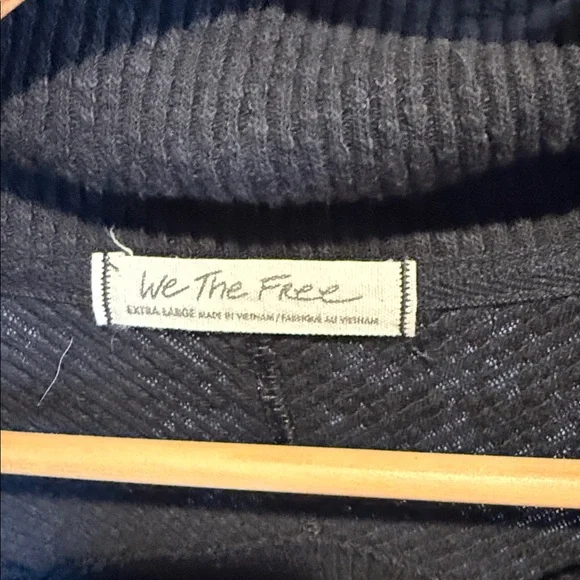 We The Free
EXTRA LARGE MADE IN VIETNAM / FABRIQUÉ AU VIETNAM